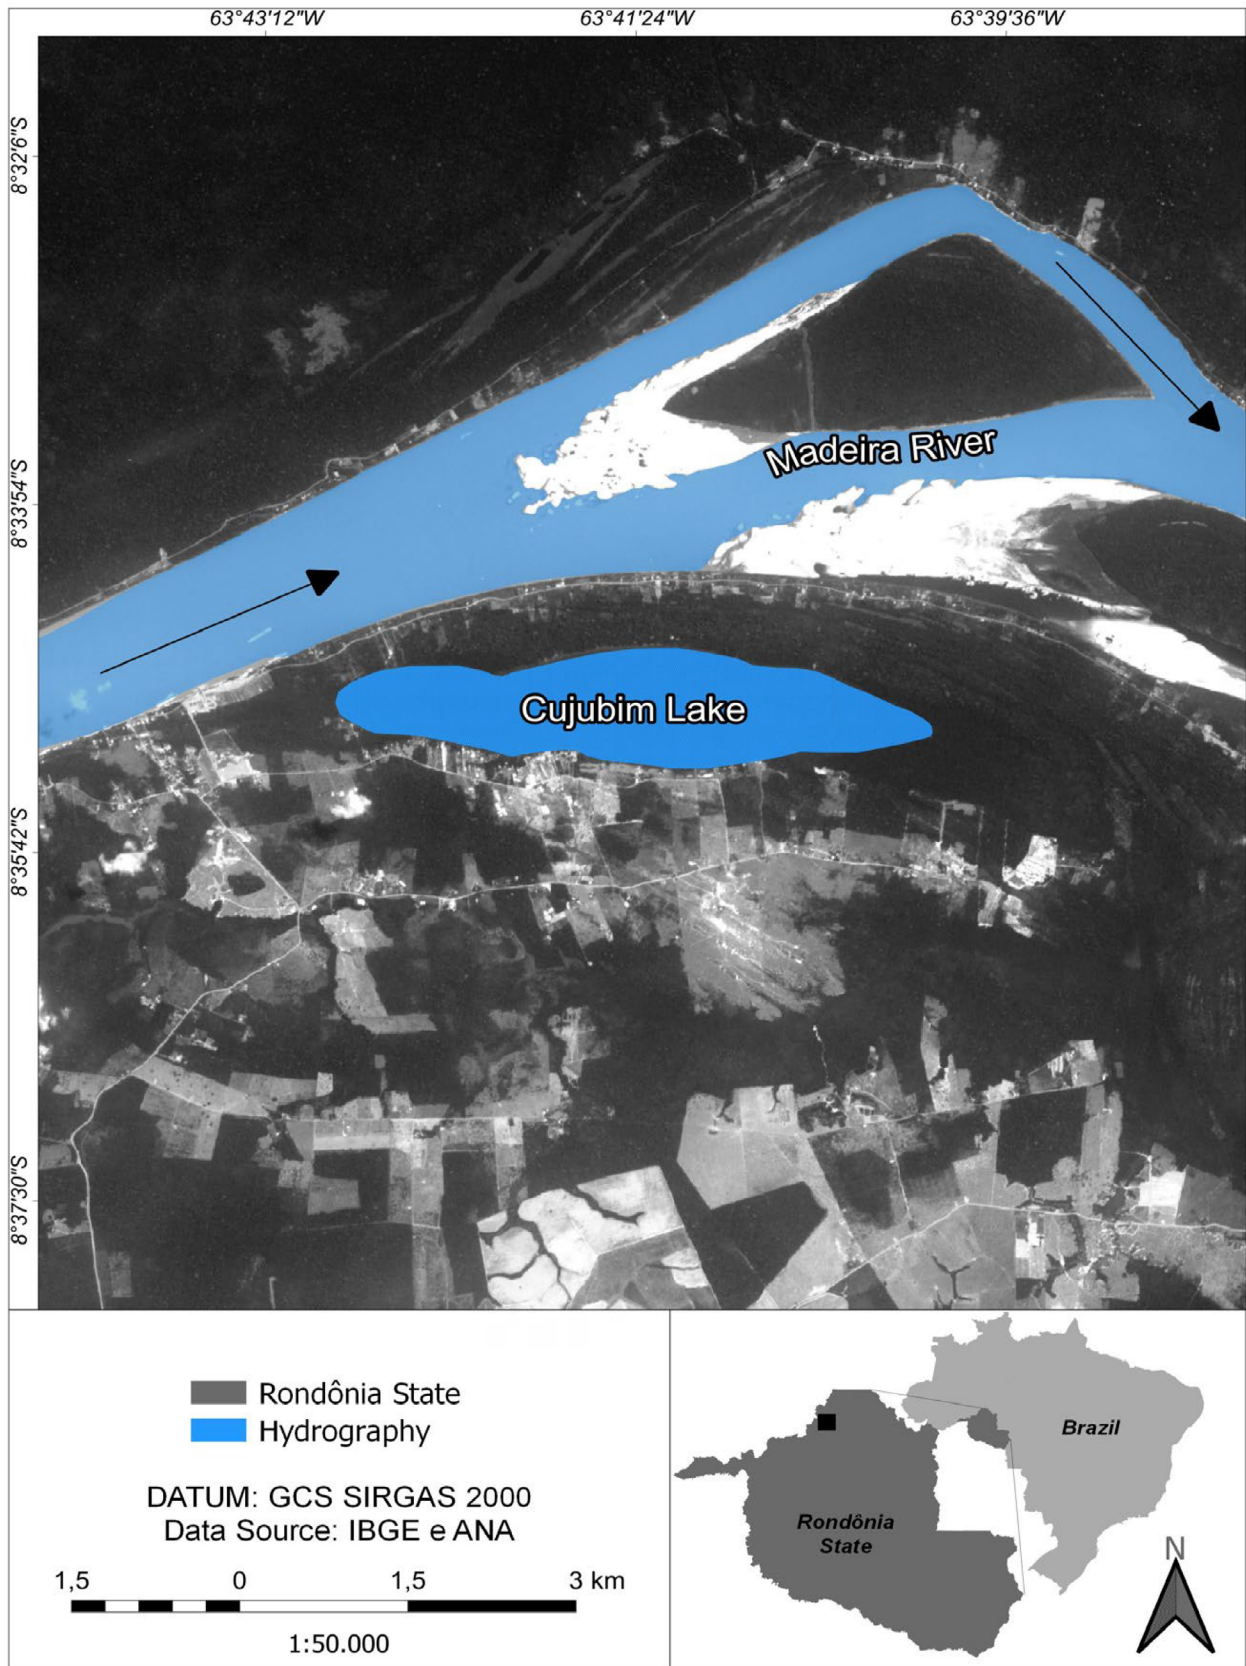 63°43'12"W 63°41'24"W 63°39'36"W
8°32'6"S
8°33'54"S
8°35'42"S
8°37'30"S
Madeira River
Cujubim Lake
Rondônia State
Hydrography
DATUM: GCS SIRGAS 2000
Data Source: IBGE e ANA
1,5 0 1,5 3 km
1:50.000
Brazil
Rondônia
State
N